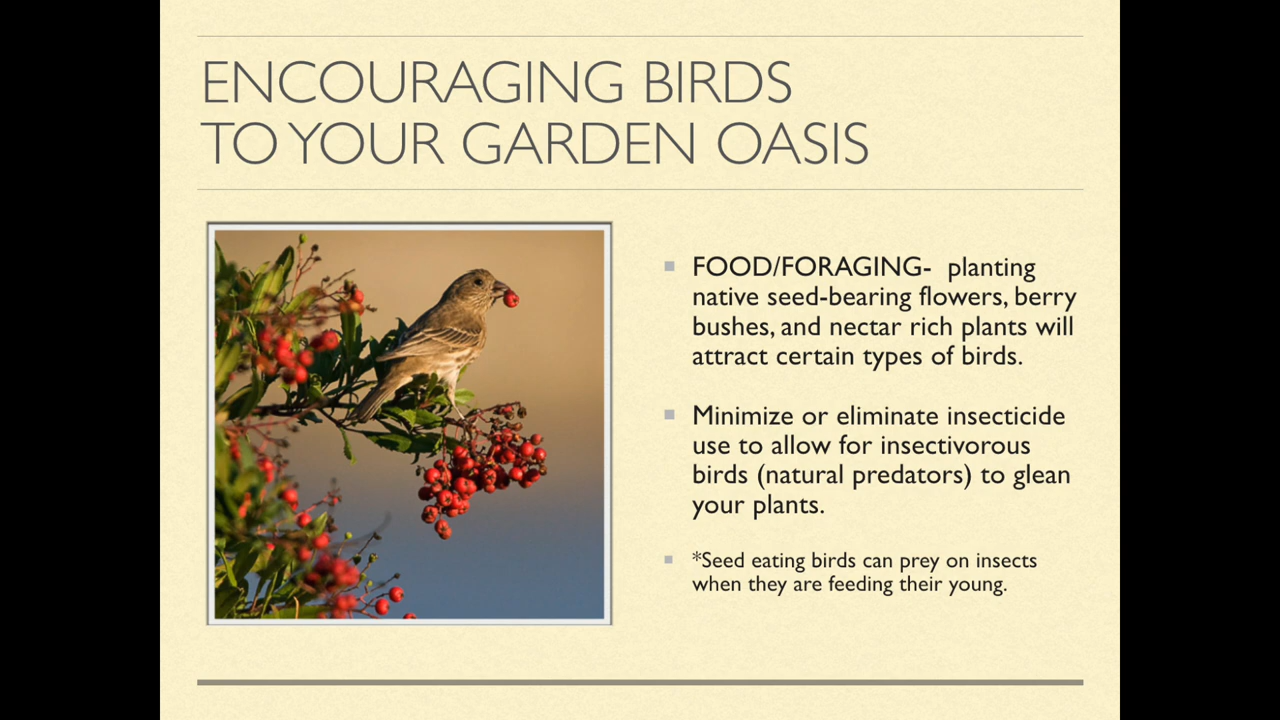 ENCOURAGING BIRDS
TO YOUR GARDEN OASIS
FOOD/FORAGING- planting
native seed-bearing flowers, berry
bushes, and nectar rich plants will
attract certain types of birds.
Minimize or eliminate insecticide
use to allow for insectivorous
birds (natural predators) to glean
your plants.
*Seed eating birds can prey on insects
when they are feeding their young.